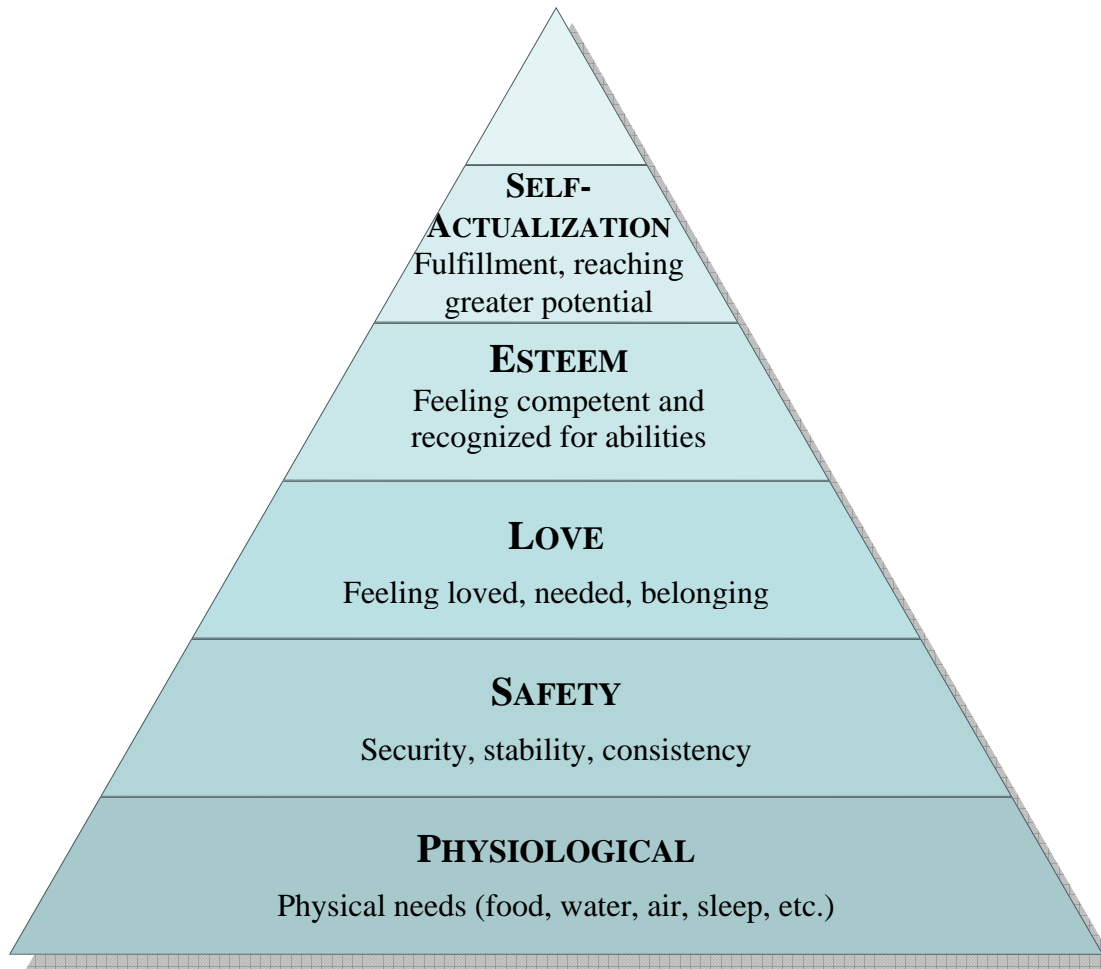 SELF-
ACTUALIZATION
Fulfillment, reaching
greater potential
ESTEEM
Feeling competent and
recognized for abilities
LOVE
Feeling loved, needed, belonging
SAFETY
Security, stability, consistency
PHYSIOLOGICAL
Physical needs (food, water, air, sleep, etc.)